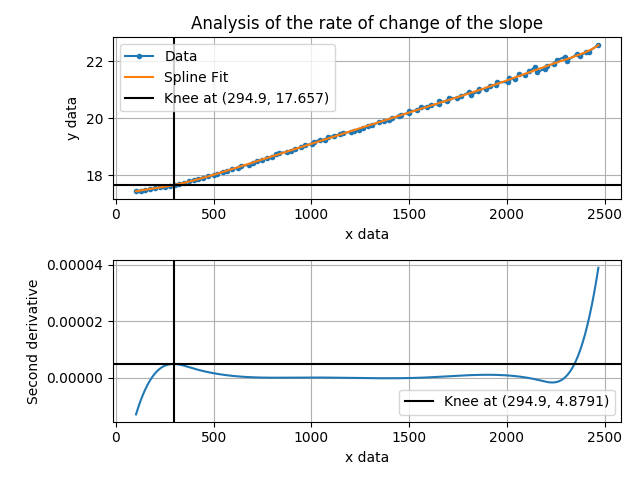 Analysis of the rate of change of the slope
Data
Spline Fit
Knee at (294.9, 17.657)
y data
22
20
18
0 500 1000 1500 2000 2500
x data
Second derivative
0.00004
0.00002
0.00000
Knee at (294.9, 4.8791)
0 500 1000 1500 2000 2500
x data